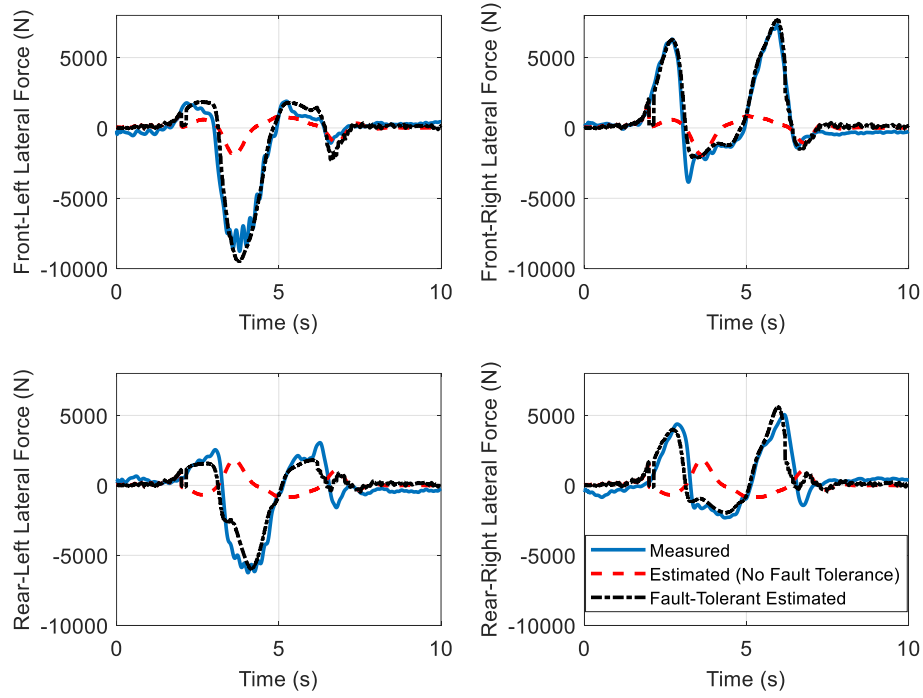 Front-Left Lateral Force (N)
5000
0
-5000
-10000
0
5
10
Time (s)
Front-Right Lateral Force (N)
5000
0
-5000
-10000
0
5
10
Time (s)
Rear-Left Lateral Force (N)
5000
0
-5000
-10000
0
5
10
Time (s)
Rear-Right Lateral Force (N)
5000
0
-5000
-10000
0
5
10
Time (s)
Measured
Estimated (No Fault Tolerance)
Fault-Tolerant Estimated